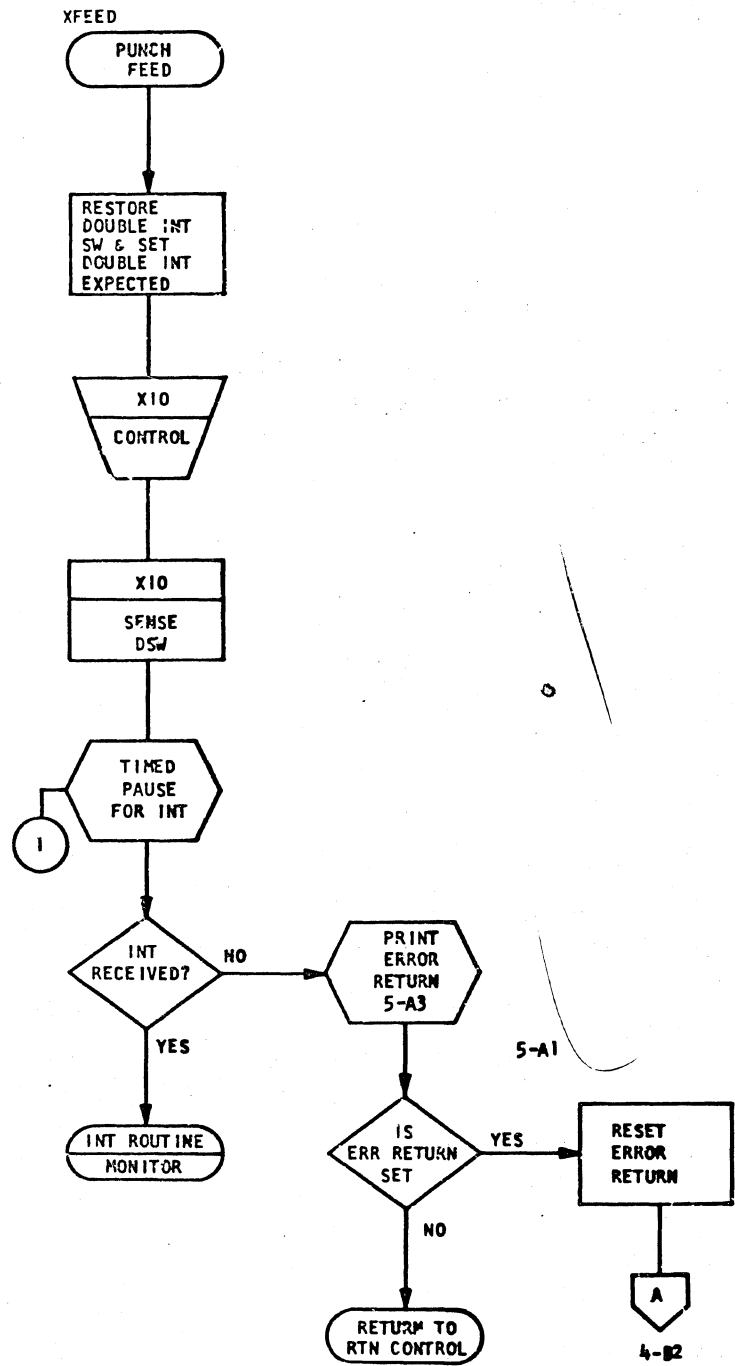 XFEED
PUNCH
FEED
RESTORE
DOUBLE INT
SW & SET
DOUBLE INT
EXPECTED
XIO
CONTROL
XIO
SENSE
DSW
TIMED
PAUSE
FOR INT
1
INT
RECEIVED?
NO
YES
INT ROUTINE
MONITOR
PRINT
ERROR
RETURN
5-A3
5-A1
IS
ERR RETURN
SET
YES
NO
RESET
ERROR
RETURN
A
4-B2
RETURN TO
RTN CONTROL